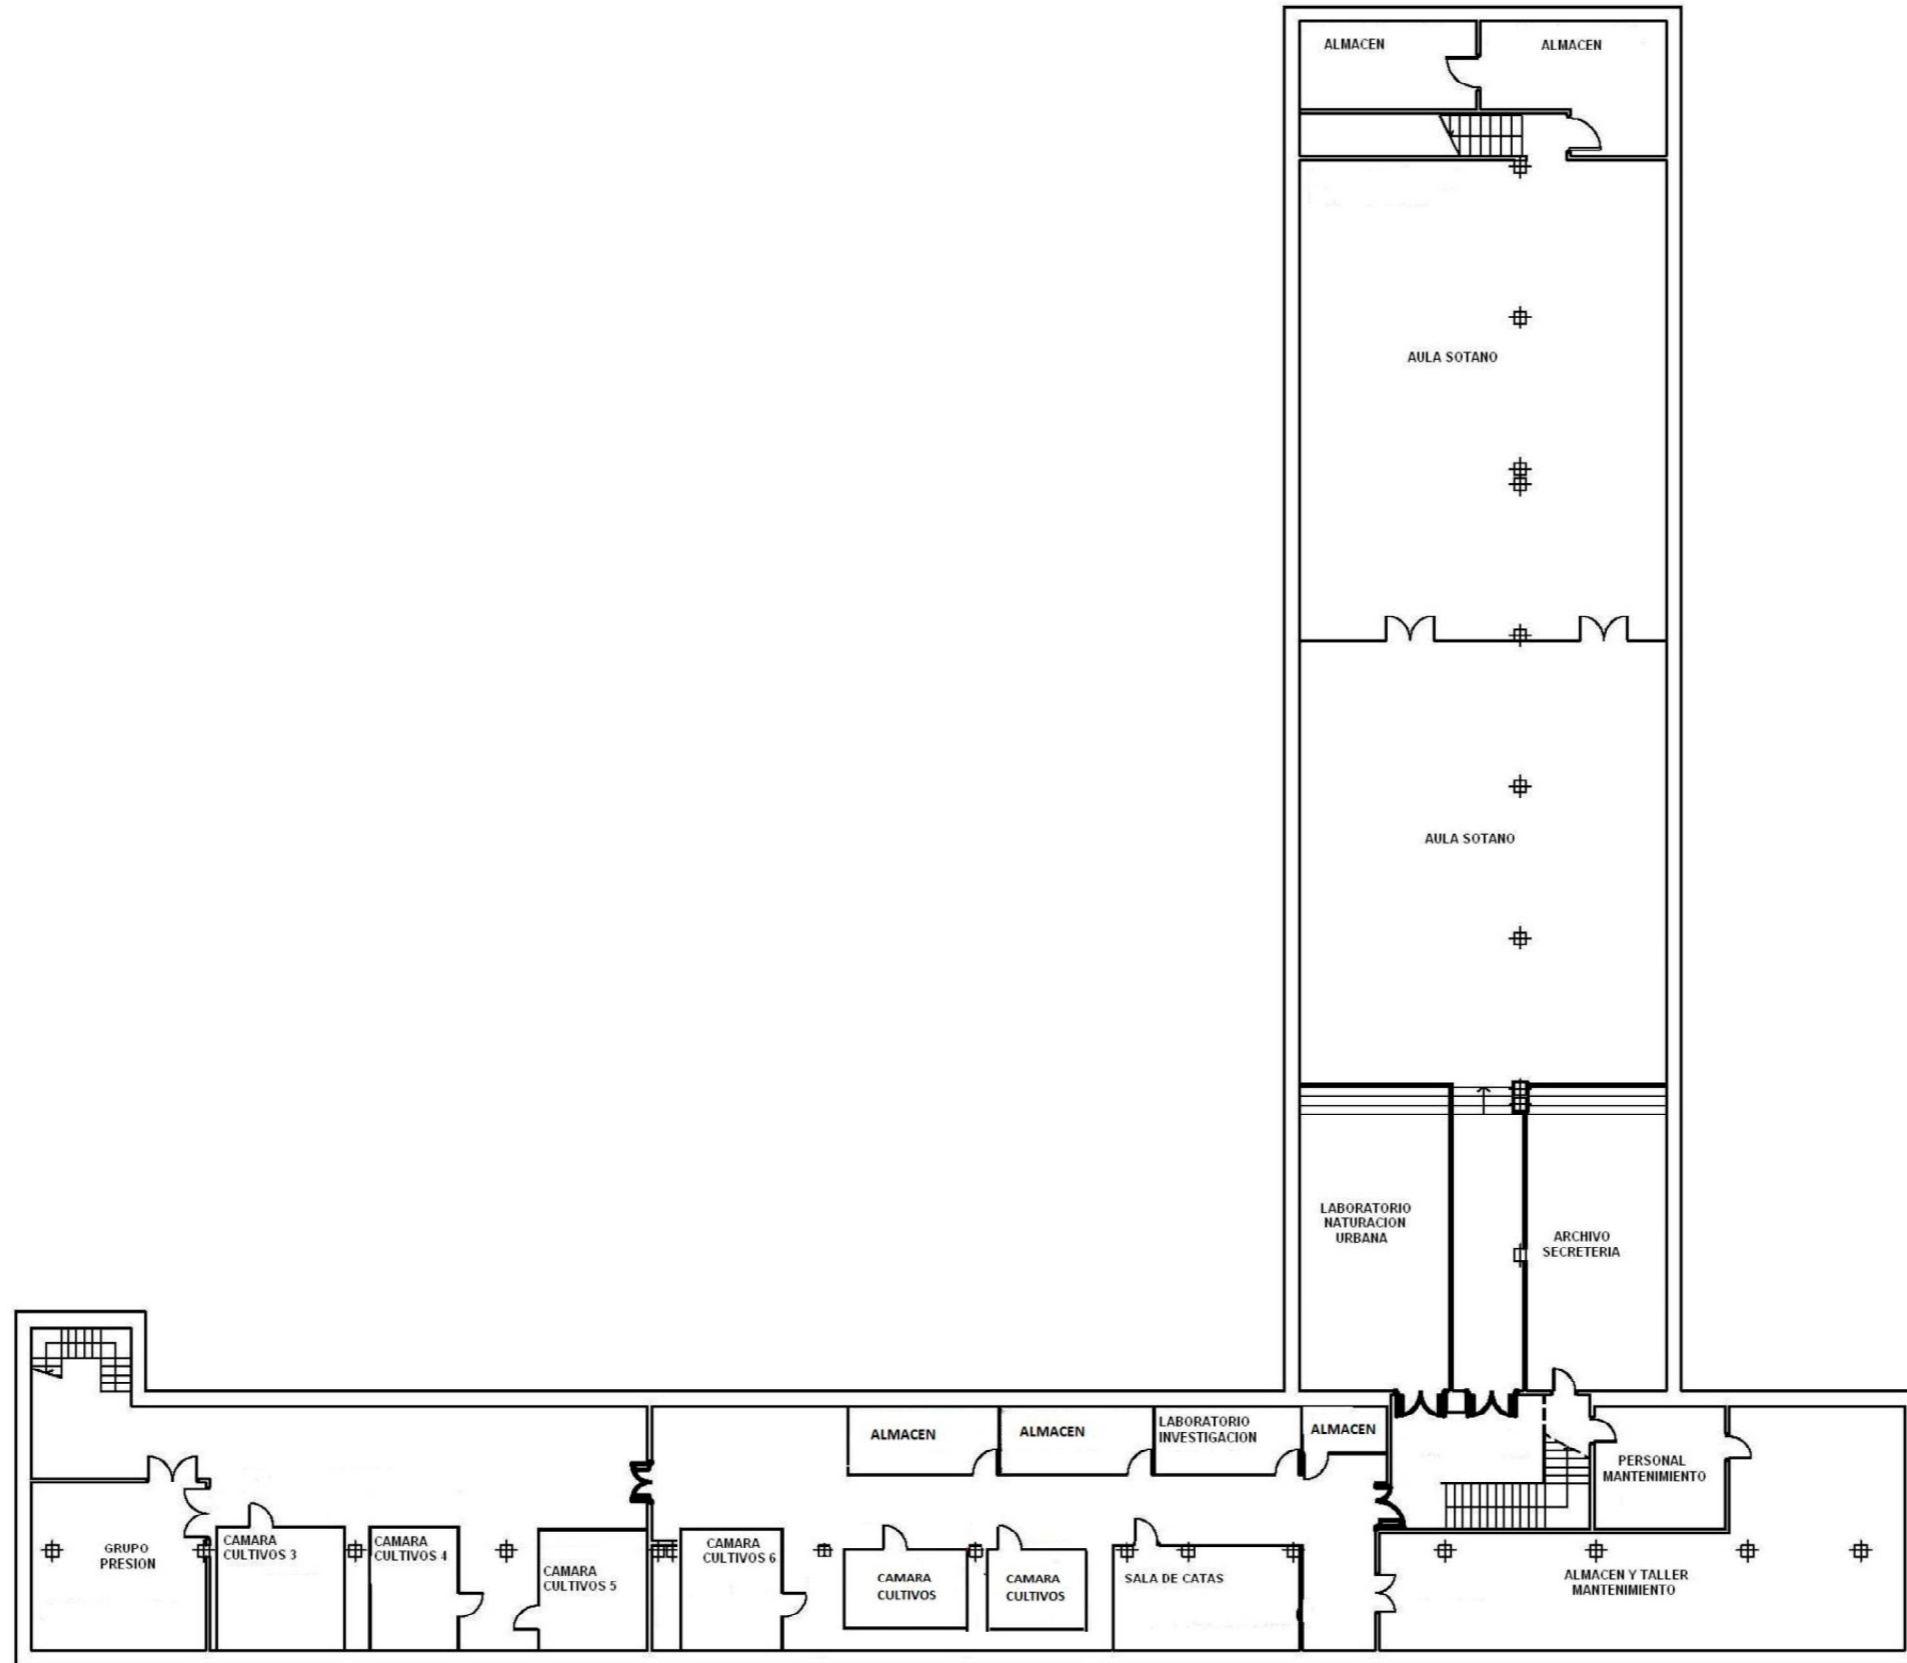 ALMACEN
ALMACEN
AULA SOTANO
AULA SOTANO
LABORATORIO
NATURACION
URBANA
ARCHIVO
SECRETERIA
ALMACEN
ALMACEN
LABORATORIO
INVESTIGACION
ALMACEN
PERSONAL
MANTENIMIENTO
GRUPO
PRESION
CAMARA
CULTIVOS 3
CAMARA
CULTIVOS 4
CAMARA
CULTIVOS 5
CAMARA
CULTIVOS 6
CAMARA
CULTIVOS
CAMARA
CULTIVOS
SALA DE CATAS
ALMACEN Y TALLER
MANTENIMIENTO